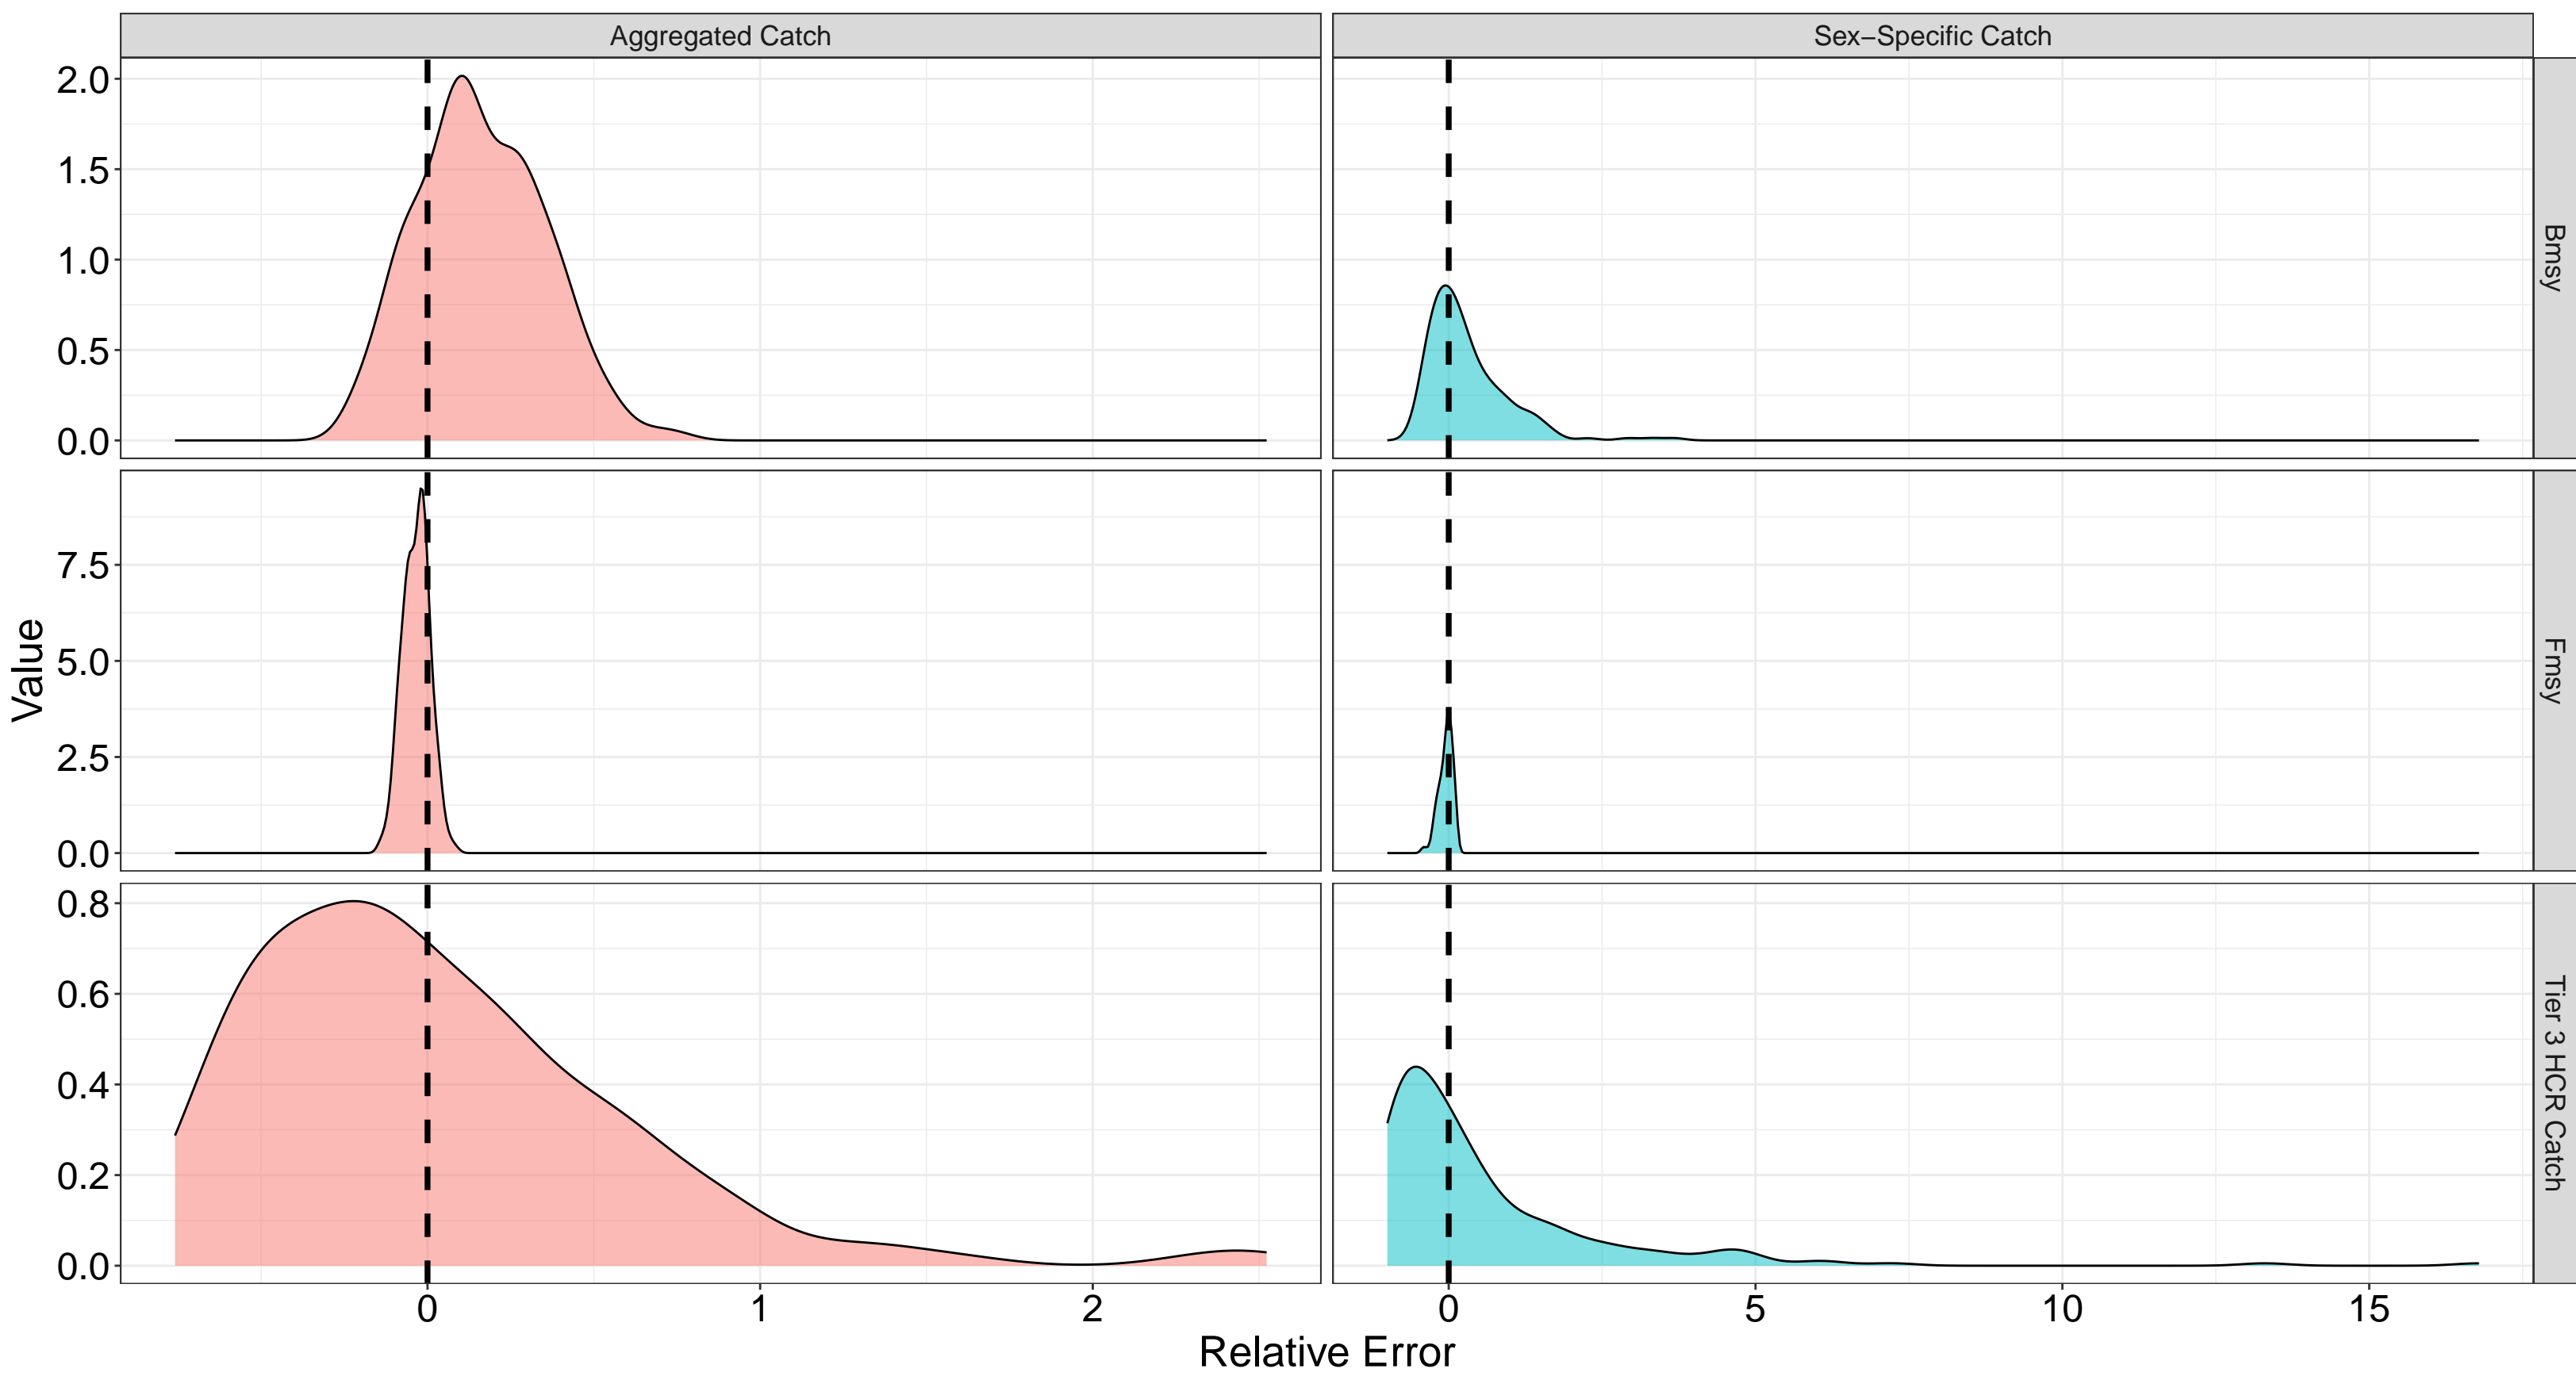 Aggregated Catch
Sex−Specific Catch
2.0
1.5
1.0
0.5
0.0
Bmsy
7.5
5.0
2.5
0.0
Fmsy
0.8
0.6
0.4
0.2
0.0
Tier 3 HCR Catch
Value
0 1 2
0 5 10 15
Relative Error